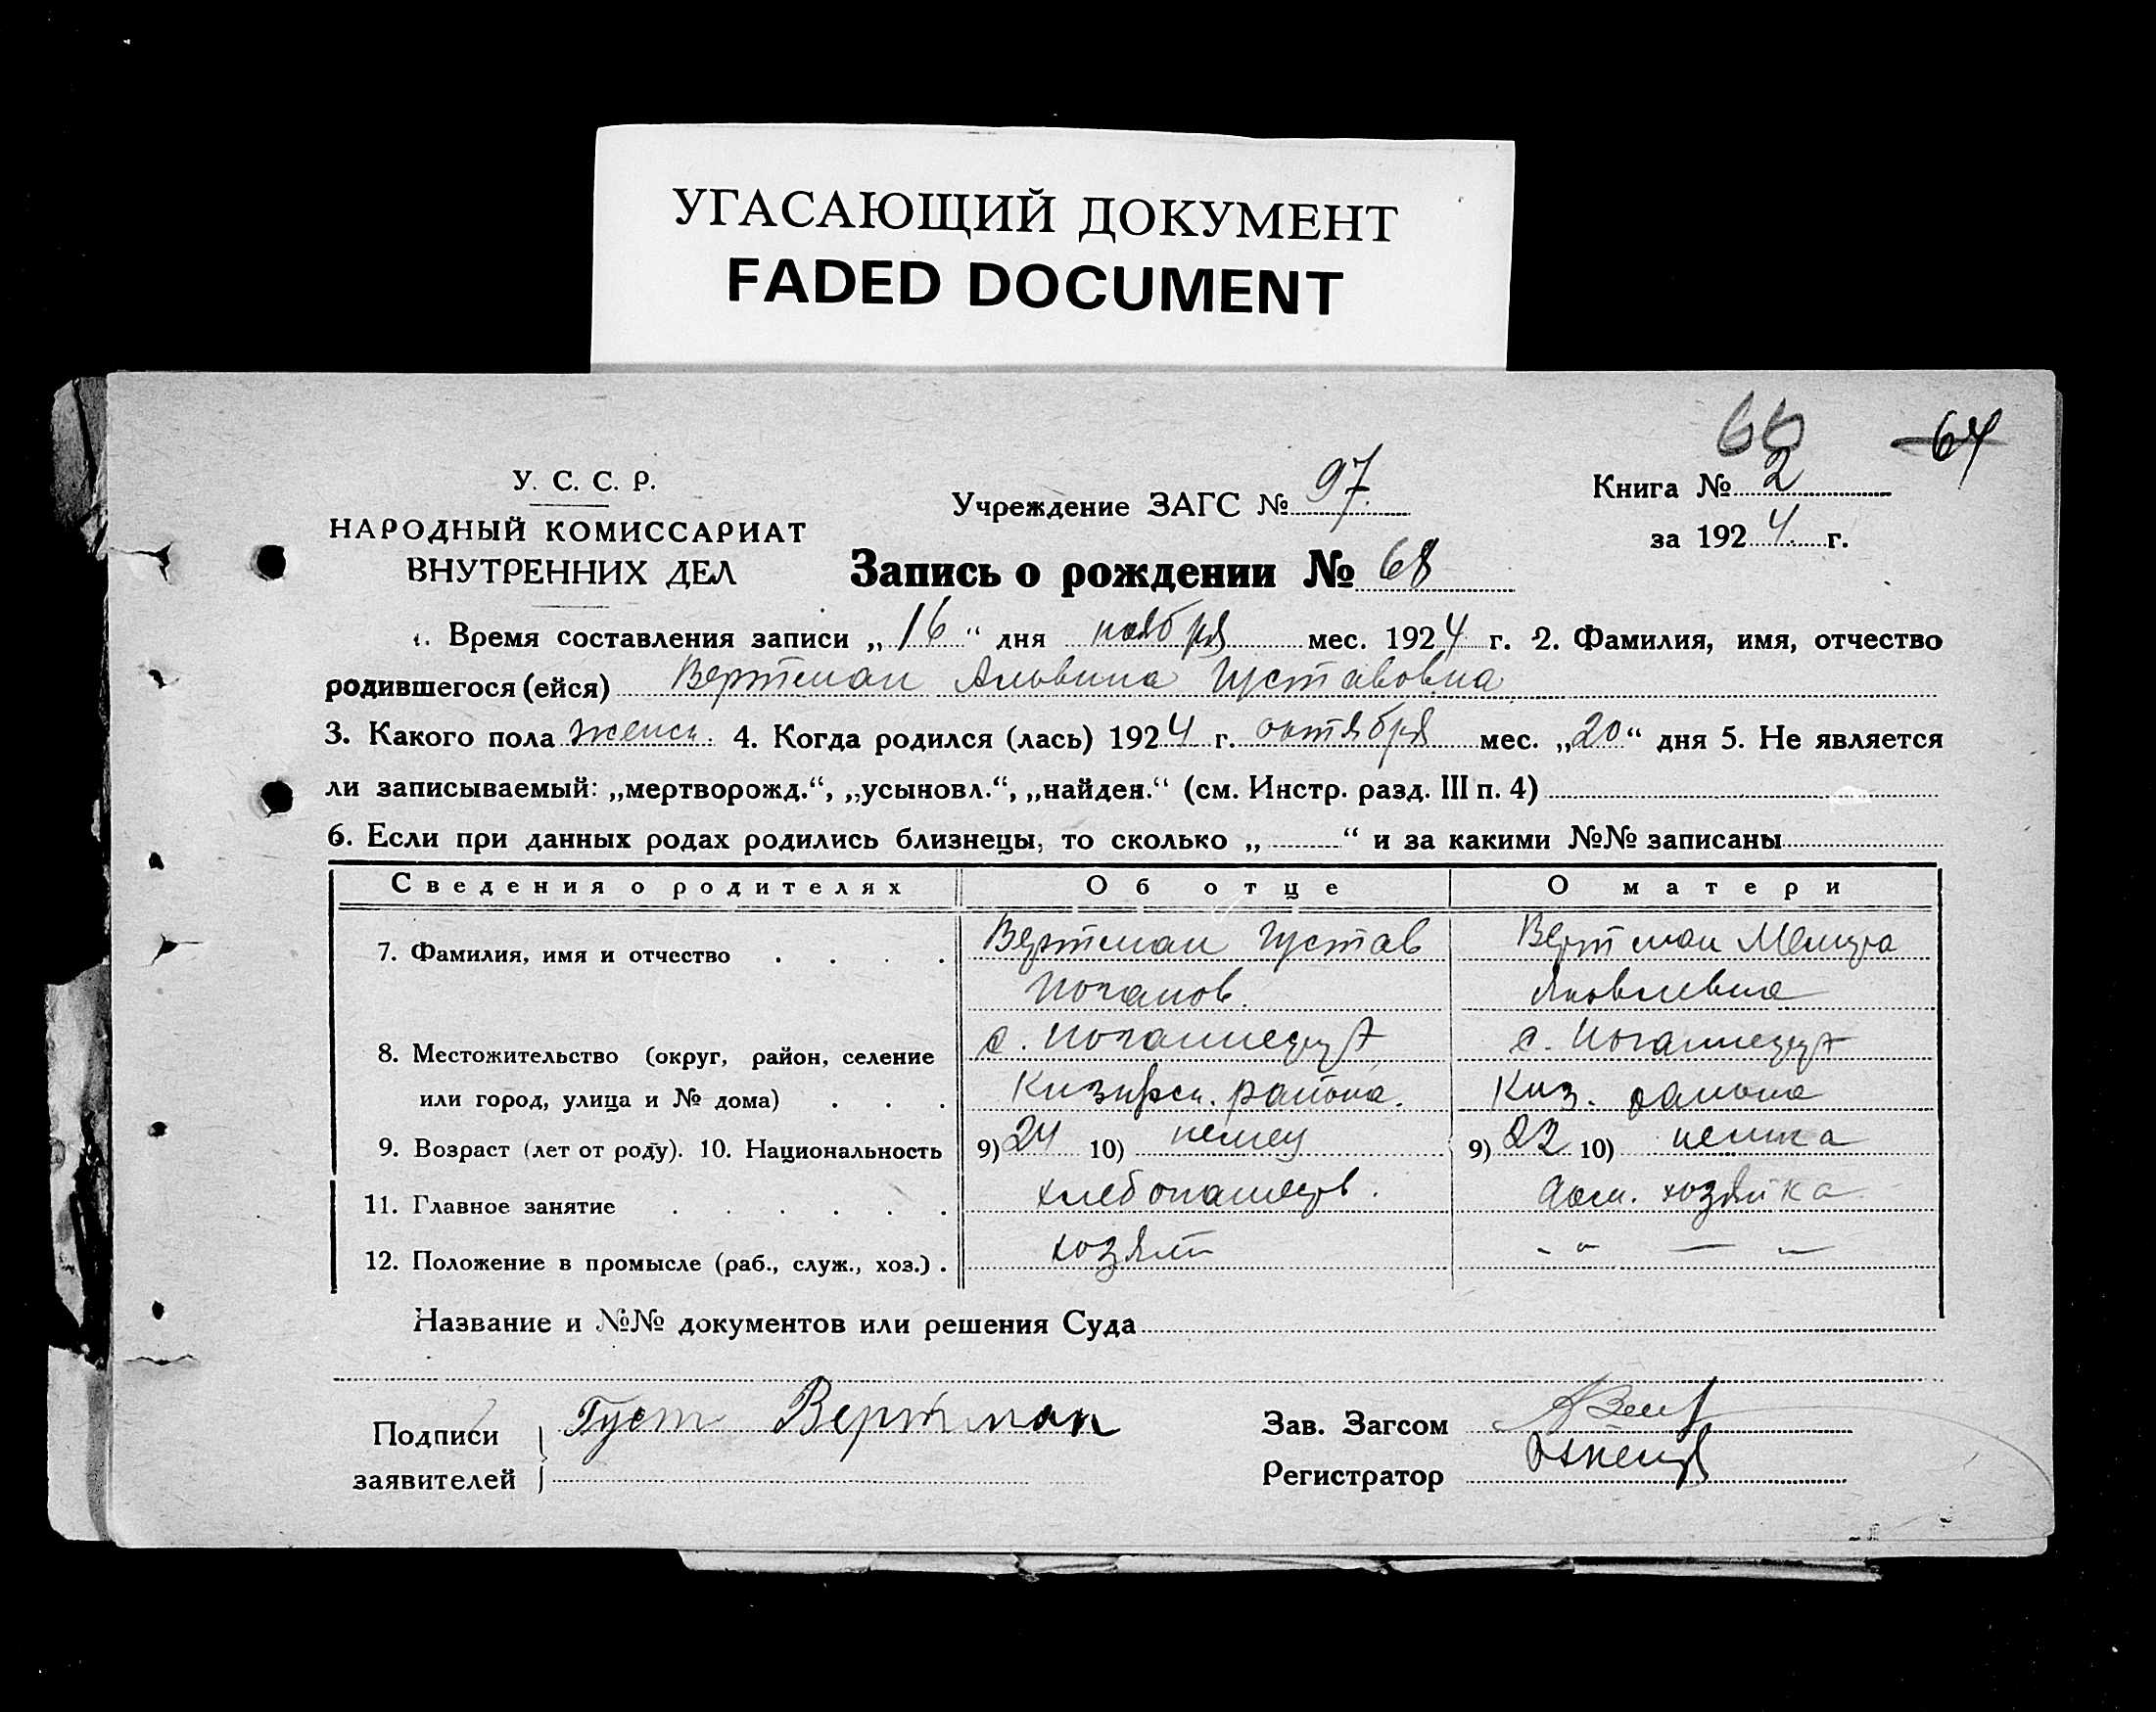 УГАСАЮЩИЙ ДОКУМЕНТ
FADED DOCUMENT
66 64
У. С. С. Р.
НАРОДНЫЙ КОМИССАРИАТ
ВНУТРЕННИХ ДЕЛ
Учреждение ЗАГС № 97
Книга № 2
за 1924 г.
Запись о рождении № 68
1. Время составления записи „16“ дня ноября мес. 1924 г. 2. Фамилия, имя, отчество
родившегося (ейся) Вертман Альвина Густавовна
3. Какого пола женск. 4. Когда родился (лась) 1924 г. октября мес. „20“ дня 5. Не является
ли записываемый: „мертворожд.“, „усыновл.“, „найден.“ (см. Инстр. разд. III п. 4)
6. Если при данных родах родились близнецы, то сколько „ “ и за какими №№ записаны
Сведения о родителях Об отце О матери
7. Фамилия, имя и отчество Вертман Густав Вертман
Иоганов. Яковлевна
8. Местожительство (округ, район, селение с. с.
или город, улица и № дома) района. района
9. Возраст (лет от роду). 10. Национальность 9) 24 10) немец 9) 22 10) немка
11. Главное занятие хлебопашец. дом. хозяйка
12. Положение в промысле (раб., служ., хоз.) хозяин - " - -
Название и №№ документов или решения Суда
Подписи Густ Вертман Зав. Загсом
заявителей Регистратор